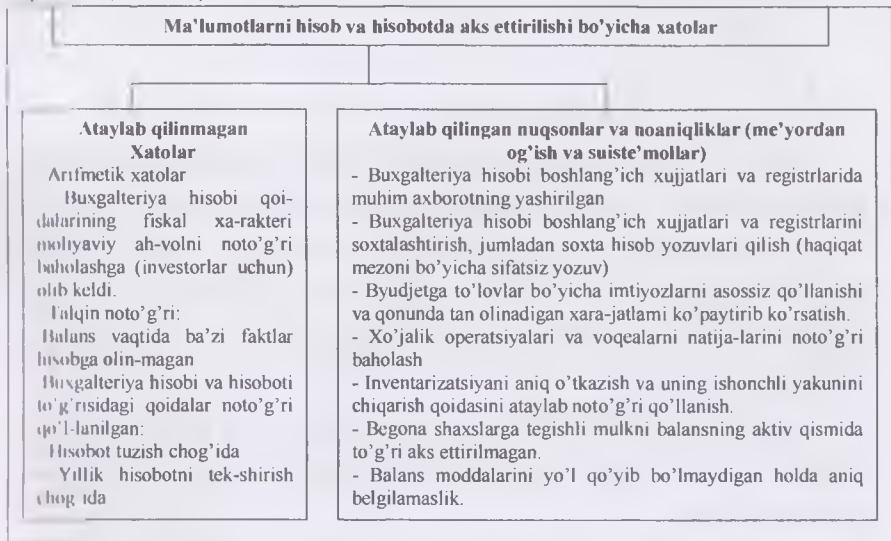 Ma'lumotlarni hisob va hisobotda aks ettirilishi bo'yicha xatolar
Ataylab qilinmagan
Xatolar
Arifmetik xatolar
Buxgalteriya hisobi qoi-
dalarining fiskal xa-rakteri
moliyaviy ah-volni noto'g'ri
baholashga (investorlar uchun)
olib keldi.
Talqin noto'g'ri:
Balans vaqtida ba'zi faktlar
hisobga olin-magan
Buxgalteriya hisobi va hisoboti
to'g'risidagi qoidalar noto'g'ri
qo'l-lanilgan:
Hisobot tuzish chog'ida
Yillik hisobotni tek-shirish
chog'ida
Ataylab qilingan nuqsonlar va noaniqliklar (me'yordan
og'ish va suiste'mollar)
- Buxgalteriya hisobi boshlang'ich xujjatlari va registrlarida
muhim axborotning yashirilgan
- Buxgalteriya hisobi boshlang'ich xujjatlari va registrlarini
soxtalashtirish, jumladan soxta hisob yozuvlari qilish (haqiqat
mezoni bo'yicha sifatsiz yozuv)
- Byudjetga to'lovlar bo'yicha imtiyozlarni asossiz qo'llanishi
va qonunda tan olinadigan xara-jatlami ko'paytirib ko'rsatish.
- Xo'jalik operatsiyalari va voqealarni natija-larini noto'g'ri
baholash
- Inventarizatsiyani aniq o'tkazish va uning ishonchli yakunini
chiqarish qoidasini ataylab noto'g'ri qo'llanish.
- Begona shaxslarga tegishli mulkni balansning aktiv qismida
to'g'ri aks ettirilmagan.
- Balans moddalarini yo'l qo'yib bo'lmaydigan holda aniq
belgilamaslik.